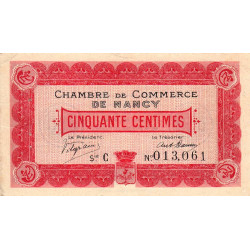 CHAMBRE DE COMMERCE
DE NANCY
CINQUANTE CENTIMES
Le Président
Le Trésorier
Sie C
No 013,061